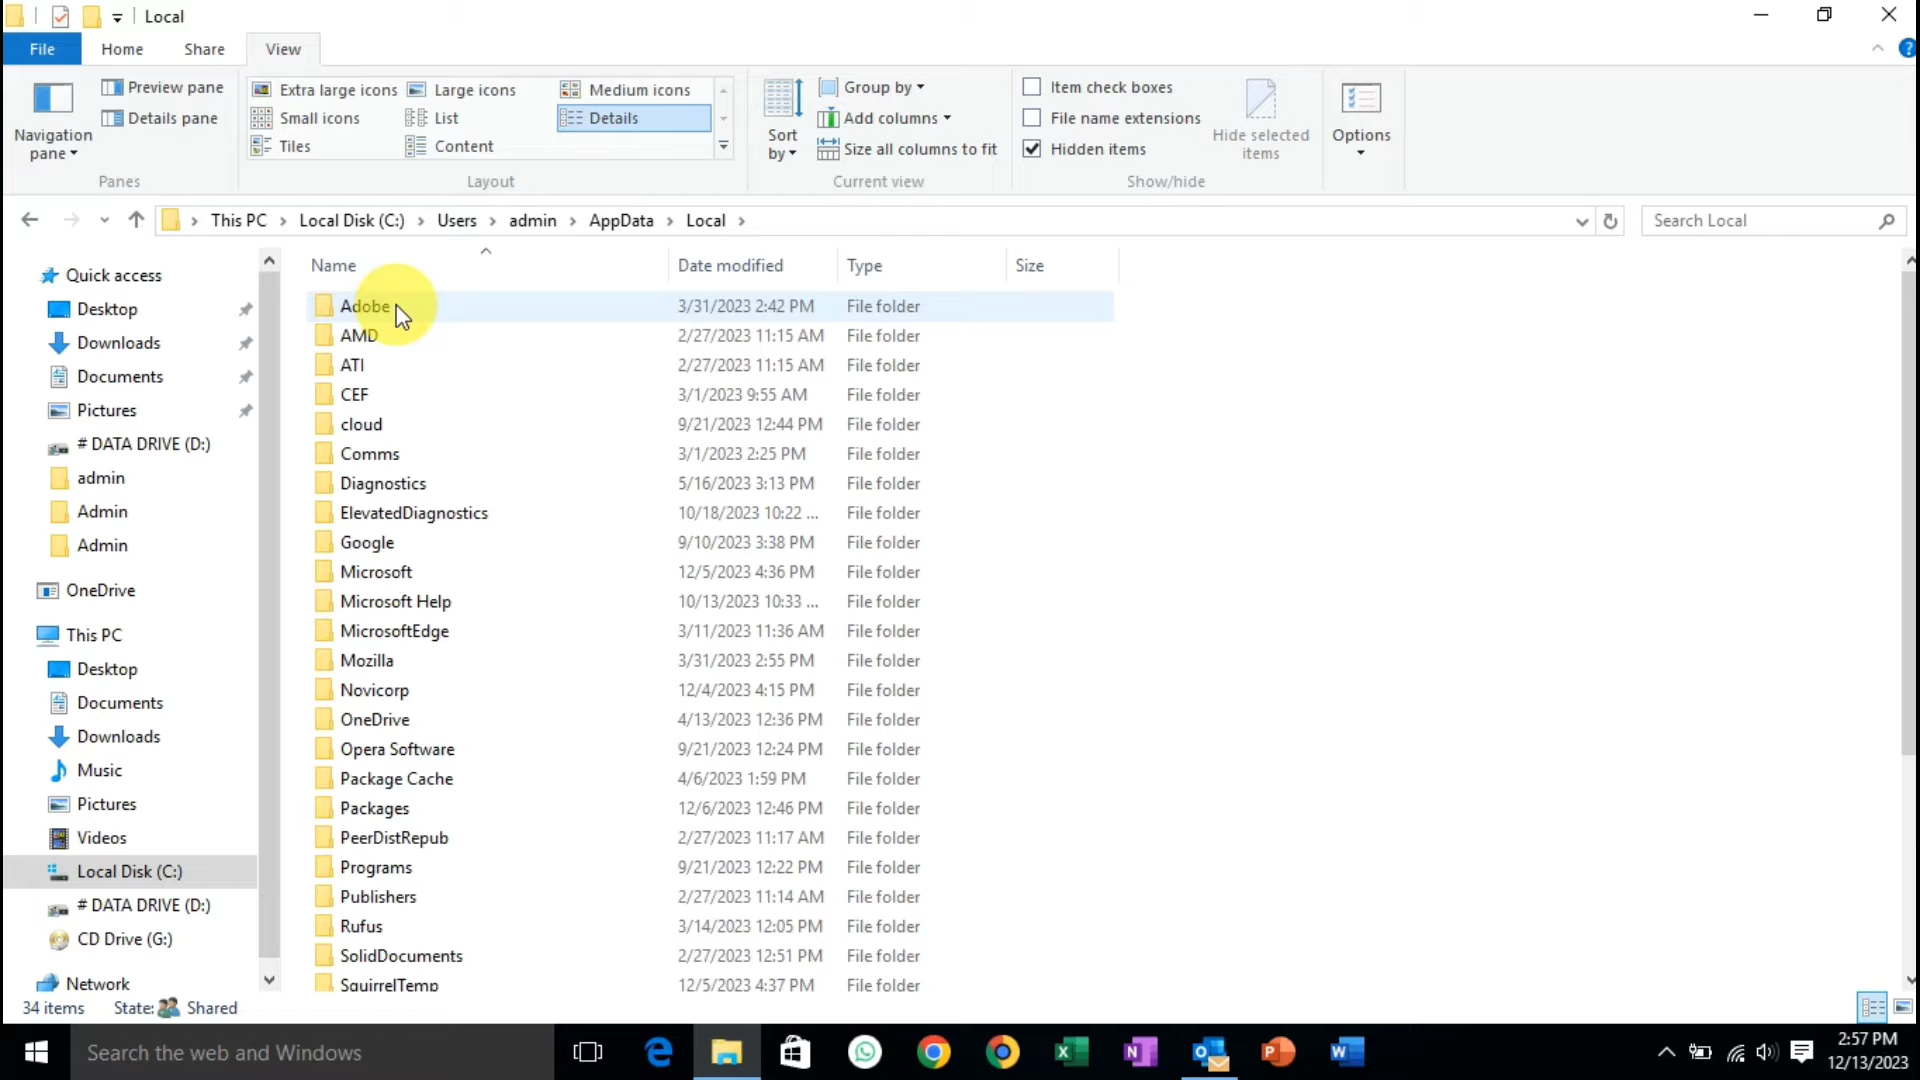 Local
File Home Share View
Navigation pane
Preview pane
Details pane
Panes
Extra large icons Large icons Medium icons
Small icons List Details
Tiles Content
Layout
Sort by
Group by
Add columns
Size all columns to fit
Current view
Item check boxes
File name extensions
Hidden items
Hide selected items
Show/hide
Options
This PC Local Disk (C:) Users admin AppData Local
Search Local
Quick access
Desktop
Downloads
Documents
Pictures
# DATA DRIVE (D:)
admin
Admin
Admin
OneDrive
This PC
Desktop
Documents
Downloads
Music
Pictures
Videos
Local Disk (C:)
# DATA DRIVE (D:)
CD Drive (G:)
Network
Name Date modified Type Size
Adobe 3/31/2023 2:42 PM File folder
AMD 2/27/2023 11:15 AM File folder
ATI 2/27/2023 11:15 AM File folder
CEF 3/1/2023 9:55 AM File folder
cloud 9/21/2023 12:44 PM File folder
Comms 3/1/2023 2:25 PM File folder
Diagnostics 5/16/2023 3:13 PM File folder
ElevatedDiagnostics 10/18/2023 10:22 ... File folder
Google 9/10/2023 3:38 PM File folder
Microsoft 12/5/2023 4:36 PM File folder
Microsoft Help 10/13/2023 10:33 ... File folder
MicrosoftEdge 3/11/2023 11:36 AM File folder
Mozilla 3/31/2023 2:55 PM File folder
Novicorp 12/4/2023 4:15 PM File folder
OneDrive 4/13/2023 12:36 PM File folder
Opera Software 9/21/2023 12:24 PM File folder
Package Cache 4/6/2023 1:59 PM File folder
Packages 12/6/2023 12:46 PM File folder
PeerDistRepub 2/27/2023 11:17 AM File folder
Programs 9/21/2023 12:22 PM File folder
Publishers 2/27/2023 11:14 AM File folder
Rufus 3/14/2023 12:05 PM File folder
SolidDocuments 2/27/2023 12:51 PM File folder
SquirrelTemp 12/5/2023 4:37 PM File folder
34 items State: Shared
Search the web and Windows
2:57 PM
12/13/2023